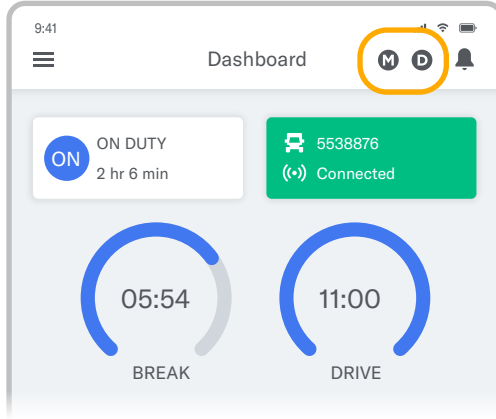 9:41
Dashboard M D
ON ON DUTY
2 hr 6 min
5538876
Connected
05:54
BREAK
11:00
DRIVE